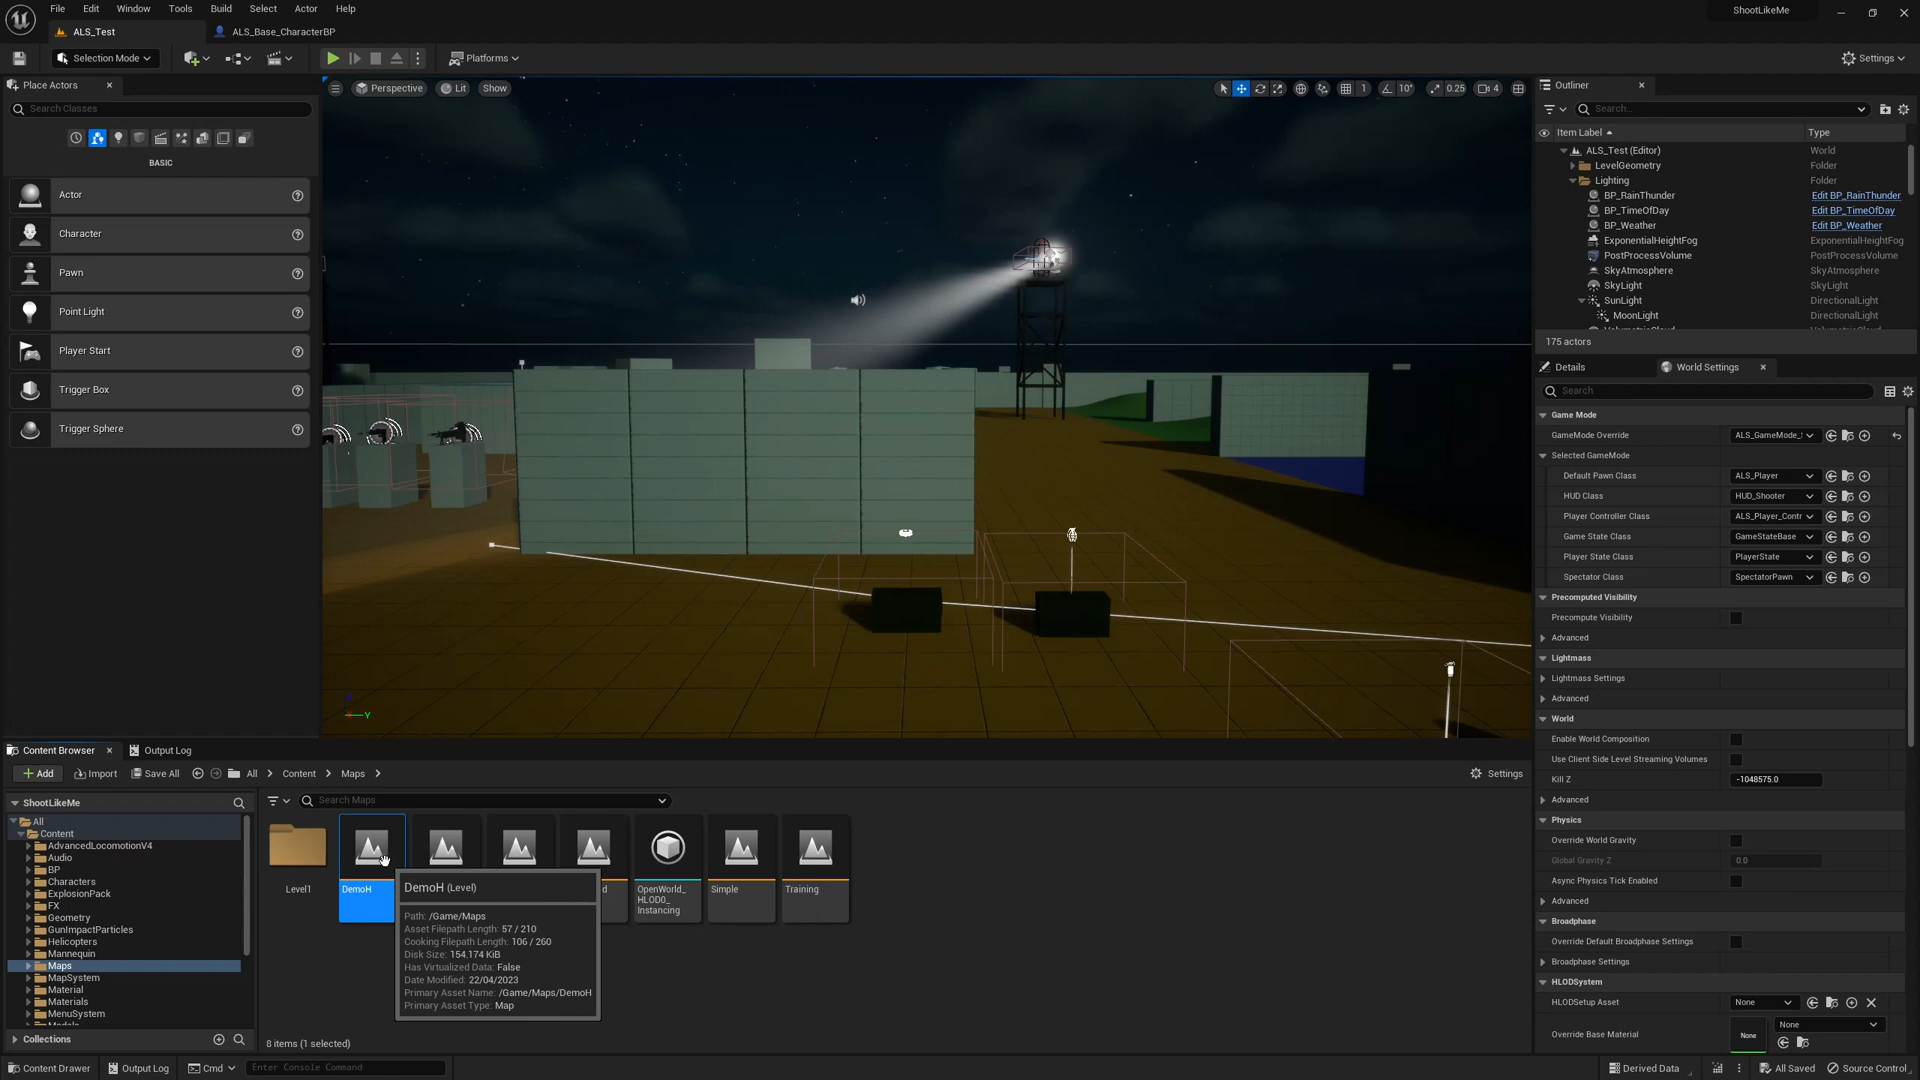 File Edit Window Tools Build Select Actor Help
ShootLikeMe
ALS_Test
ALS_Base_CharacterBP
Selection Mode
Platforms
Settings
Place Actors
Search Classes
BASIC
Actor
Character
Pawn
Point Light
Player Start
Trigger Box
Trigger Sphere
Perspective
Lit
Show
1
10°
0.25
4
Y
Outliner
Search...
Item Label
Type
ALS_Test (Editor) World
LevelGeometry Folder
Lighting Folder
BP_RainThunder Edit BP_RainThunder
BP_TimeOfDay Edit BP_TimeOfDay
BP_Weather Edit BP_Weather
ExponentialHeightFog ExponentialHeightFog
PostProcessVolume PostProcessVolume
SkyAtmosphere SkyAtmosphere
SkyLight SkyLight
SunLight DirectionalLight
MoonLight DirectionalLight
175 actors
Details
World Settings
Search
Game Mode
GameMode Override ALS_GameMode_
Selected GameMode
Default Pawn Class ALS_Player
HUD Class HUD_Shooter
Player Controller Class ALS_Player_Contr
Game State Class GameStateBase
Player State Class PlayerState
Spectator Class SpectatorPawn
Precomputed Visibility
Precompute Visibility
Advanced
Lightmass
Lightmass Settings
Advanced
World
Enable World Composition
Use Client Side Level Streaming Volumes
Kill Z -1048575.0
Advanced
Physics
Override World Gravity
Global Gravity Z 0.0
Async Physics Tick Enabled
Advanced
Broadphase
Override Default Broadphase Settings
Broadphase Settings
HLODSystem
HLODSetup Asset None
Override Base Material None None
Content Browser
Output Log
Add
Import
Save All
All
Content
Maps
Settings
ShootLikeMe
Search Maps
All
Content
AdvancedLocomotionV4
Audio
BP
Characters
ExplosionPack
FX
Geometry
GunImpactParticles
Helicopters
Mannequin
Maps
MapSystem
Material
Materials
MenuSystem
Collections
Level1
DemoH
d
OpenWorld_
HLOD0_
Instancing
Simple
Training
DemoH (Level)
Path: /Game/Maps
Asset Filepath Length: 57 / 210
Cooking Filepath Length: 106 / 260
Disk Size: 154.174 KiB
Has Virtualized Data: False
Date Modified: 22/04/2023
Primary Asset Name: /Game/Maps/DemoH
Primary Asset Type: Map
8 items (1 selected)
Content Drawer
Output Log
Cmd
Enter Console Command
Derived Data
All Saved
Source Control